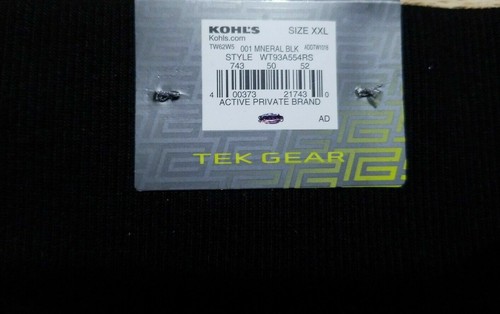 KOHL'S SIZE XXL
Kohls.com
TW62W5 001 MINERAL BLK
STYLE WT93A554RS
743 50 52
4 00373 21743 0
ACTIVE PRIVATE BRAND
AD
TEK GEAR